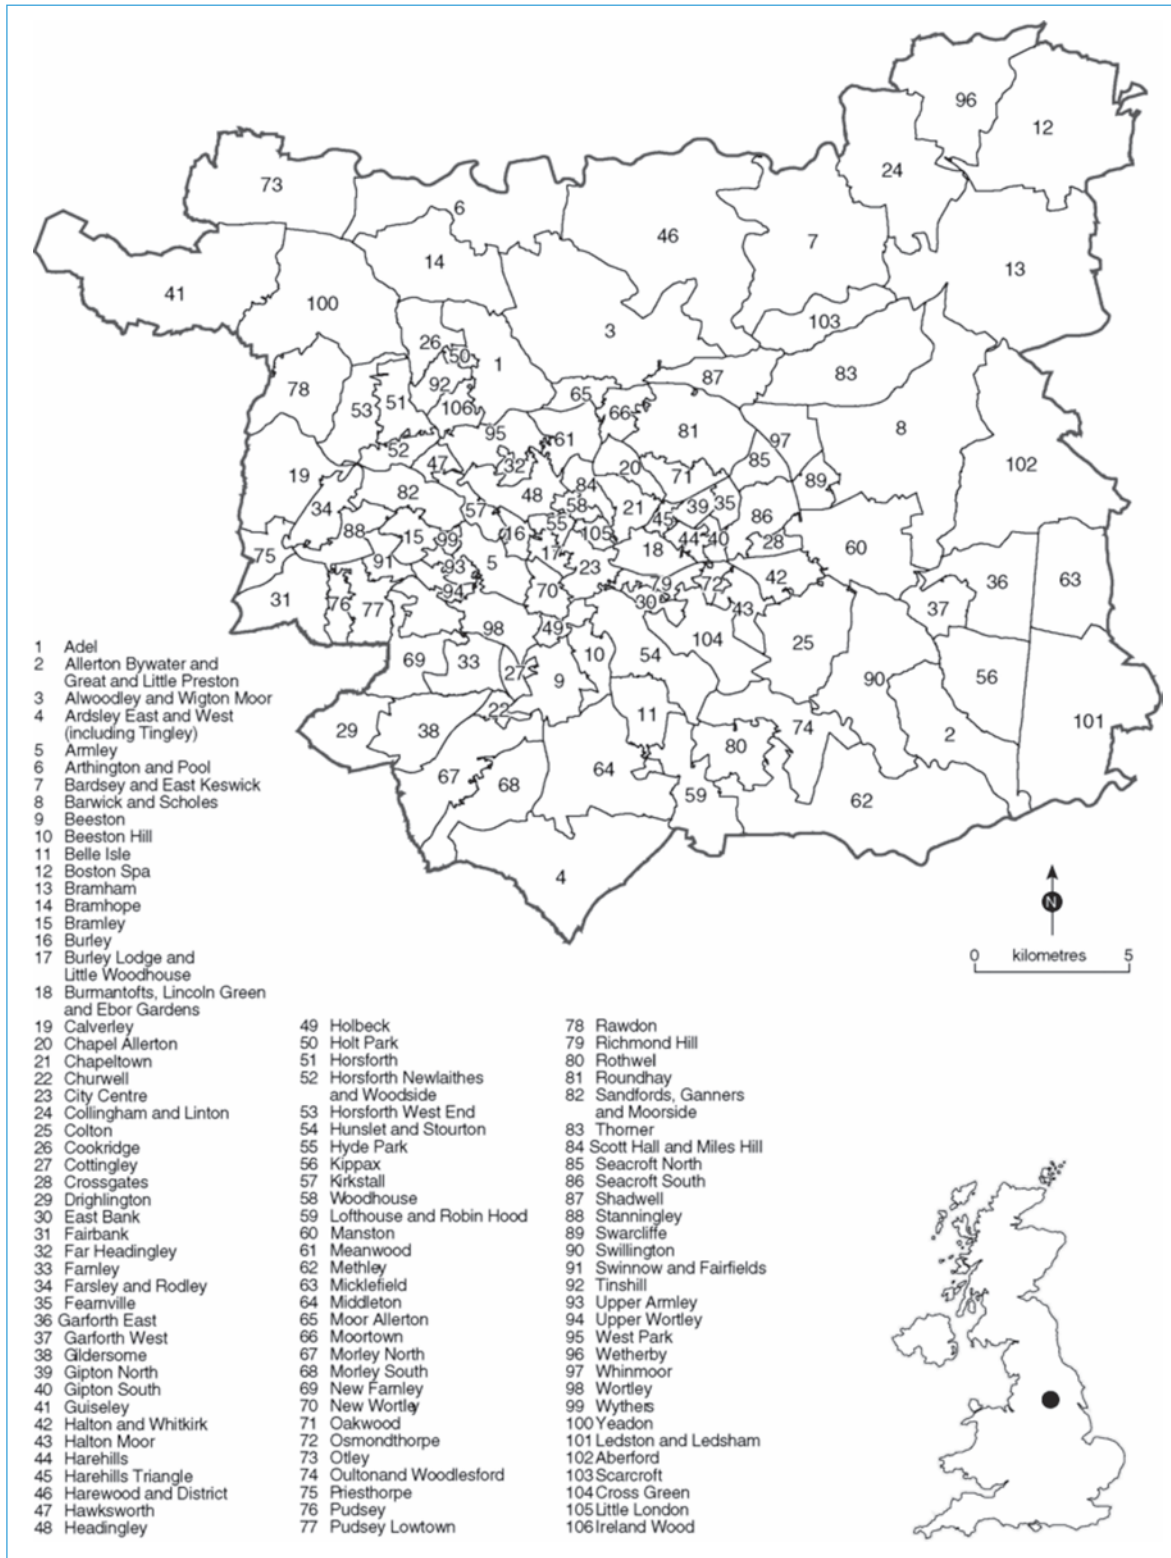 96
12
24
73
6
46
7
13
14
41
100
103
3
26
50
1
83
87
78
92
65
53
51
106
66
8
81
95
61
97
52
85
102
47
32
20
71
19
84
89
82
48
58
39
35
34
57
21
45
86
55
88
15
16
105
44
40
28
99
18
60
75
17
91
93
5
23
36
63
79
72
42
94
70
31
76
77
30
43
37
98
49
104
25
10
54
69
33
27
9
90
56
22
11
101
29
38
74
2
80
67
68
64
59
62
4
N
0 kilometres 5
1 Adel
2 Allerton Bywater and
Great and Little Preston
3 Alwoodley and Wigton Moor
4 Ardsley East and West
(including Tingley)
5 Armley
6 Arthington and Pool
7 Bardsey and East Keswick
8 Barwick and Scholes
9 Beeston
10 Beeston Hill
11 Belle Isle
12 Boston Spa
13 Bramham
14 Bramhope
15 Bramley
16 Burley
17 Burley Lodge and
Little Woodhouse
18 Burmantofts, Lincoln Green
and Ebor Gardens
19 Calverley
20 Chapel Allerton
21 Chapeltown
22 Churwell
23 City Centre
24 Collingham and Linton
25 Colton
26 Cookridge
27 Cottingley
28 Crossgates
29 Drighlington
30 East Bank
31 Fairbank
32 Far Headingley
33 Farnley
34 Farsley and Rodley
35 Fearnville
36 Garforth East
37 Garforth West
38 Gildersome
39 Gipton North
40 Gipton South
41 Guiseley
42 Halton and Whitkirk
43 Halton Moor
44 Harehills
45 Harehills Triangle
46 Harewood and District
47 Hawksworth
48 Headingley
49 Holbeck
50 Holt Park
51 Horsforth
52 Horsforth Newlaithes
and Woodside
53 Horsforth West End
54 Hunslet and Stourton
55 Hyde Park
56 Kippax
57 Kirkstall
58 Woodhouse
59 Lofthouse and Robin Hood
60 Manston
61 Meanwood
62 Methley
63 Micklefield
64 Middleton
65 Moor Allerton
66 Moortown
67 Morley North
68 Morley South
69 New Farnley
70 New Wortley
71 Oakwood
72 Osmondthorpe
73 Otley
74 Oultonand Woodlesford
75 Priesthorpe
76 Pudsey
77 Pudsey Lowtown
78 Rawdon
79 Richmond Hill
80 Rothwel
81 Roundhay
82 Sandfords, Ganners
and Moorside
83 Thorner
84 Scott Hall and Miles Hill
85 Seacroft North
86 Seacroft South
87 Shadwell
88 Stanningley
89 Swarcliffe
90 Swillington
91 Swinnow and Fairfields
92 Tinshill
93 Upper Armley
94 Upper Wortley
95 West Park
96 Wetherby
97 Whinmoor
98 Wortley
99 Wythers
100 Yeadon
101 Ledston and Ledsham
102 Aberford
103 Scarcroft
104 Cross Green
105 Little London
106 Ireland Wood